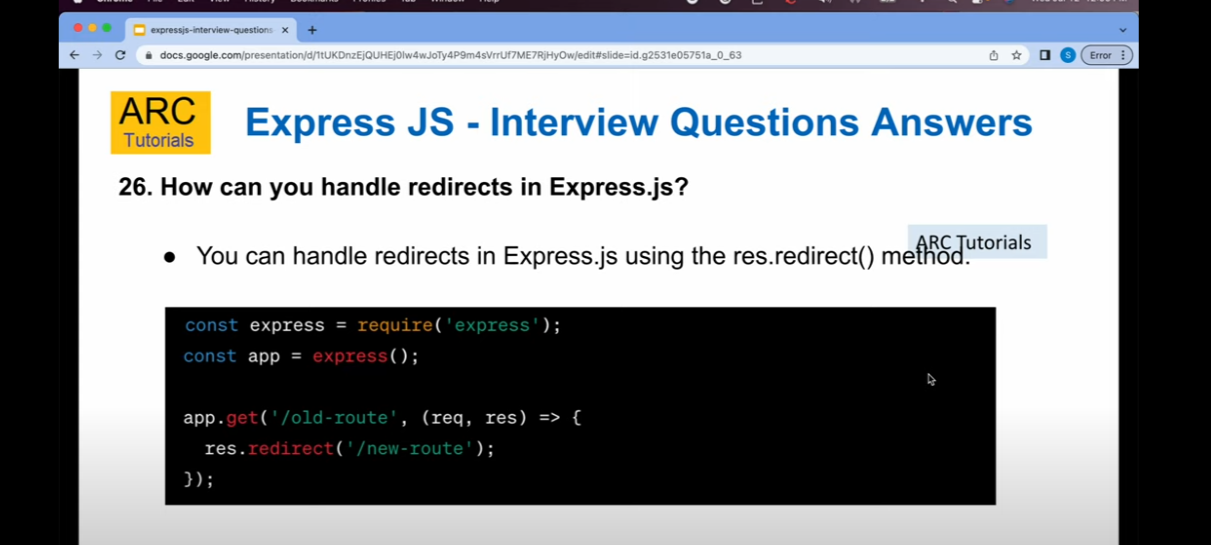 expressjs-interview-questions
docs.google.com/presentation/d/1tUKDnzEjQUHEj0Iw4wJoTy4P9m4sVrrUf7ME7RjHyOw/edit#slide=id.g2531e05751a_0_63
S
Error
ARC
Tutorials
Express JS - Interview Questions Answers
26. How can you handle redirects in Express.js?
ARC Tutorials
● You can handle redirects in Express.js using the res.redirect() method.
const express = require('express');
const app = express();
app.get('/old-route', (req, res) => {
res.redirect('/new-route');
});